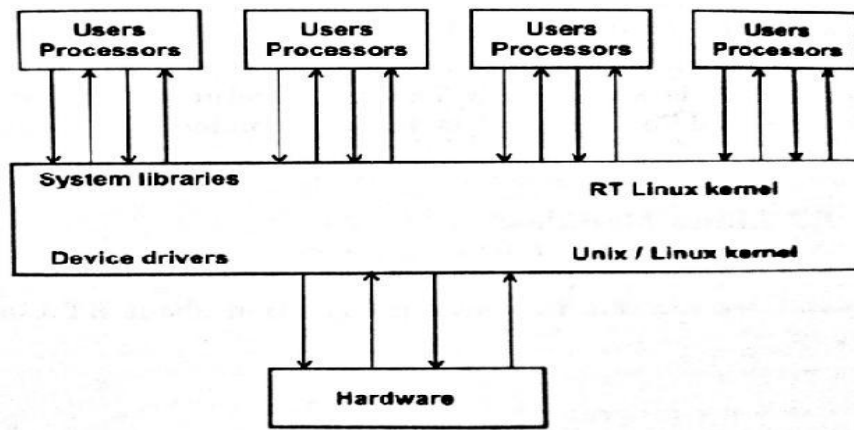 Users
Processors
Users
Processors
Users
Processors
Users
Processors
System libraries
RT Linux kernel
Device drivers
Unix / Linux kernel
Hardware